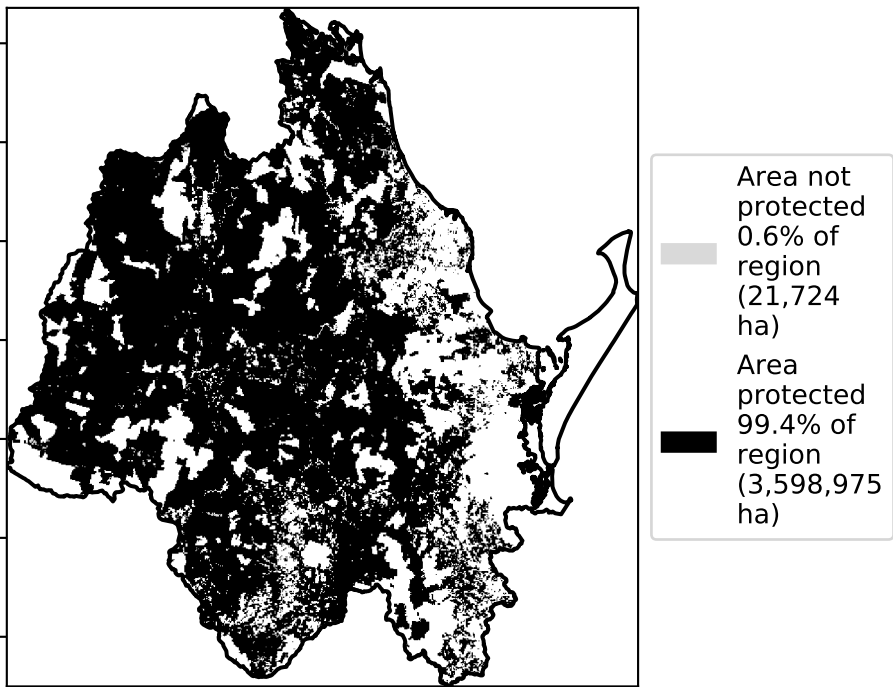 Area not
protected
0.6% of
region
(21,724
ha)
Area
protected
99.4% of
region
(3,598,975
ha)